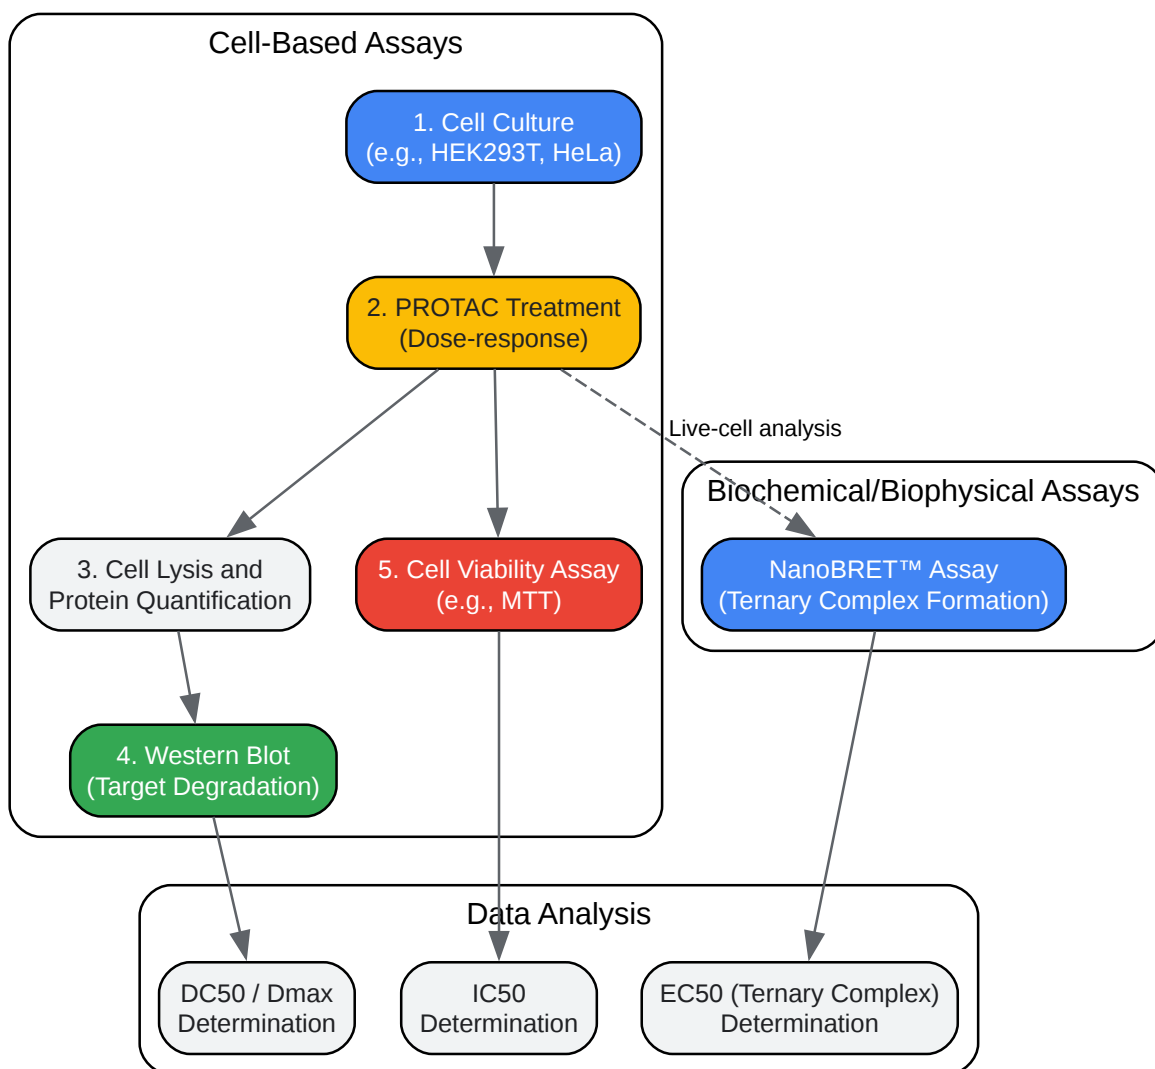 Cell-Based Assays
1. Cell Culture
(e.g., HEK293T, HeLa)
2. PROTAC Treatment
(Dose-response)
Live-cell analysis
Biochemical/Biophysical Assays
3. Cell Lysis and
Protein Quantification
5. Cell Viability Assay
(e.g., MTT)
NanoBRET™ Assay
(Ternary Complex Formation)
4. Western Blot
(Target Degradation)
Data Analysis
DC50 / Dmax
Determination
IC50
Determination
EC50 (Ternary Complex)
Determination